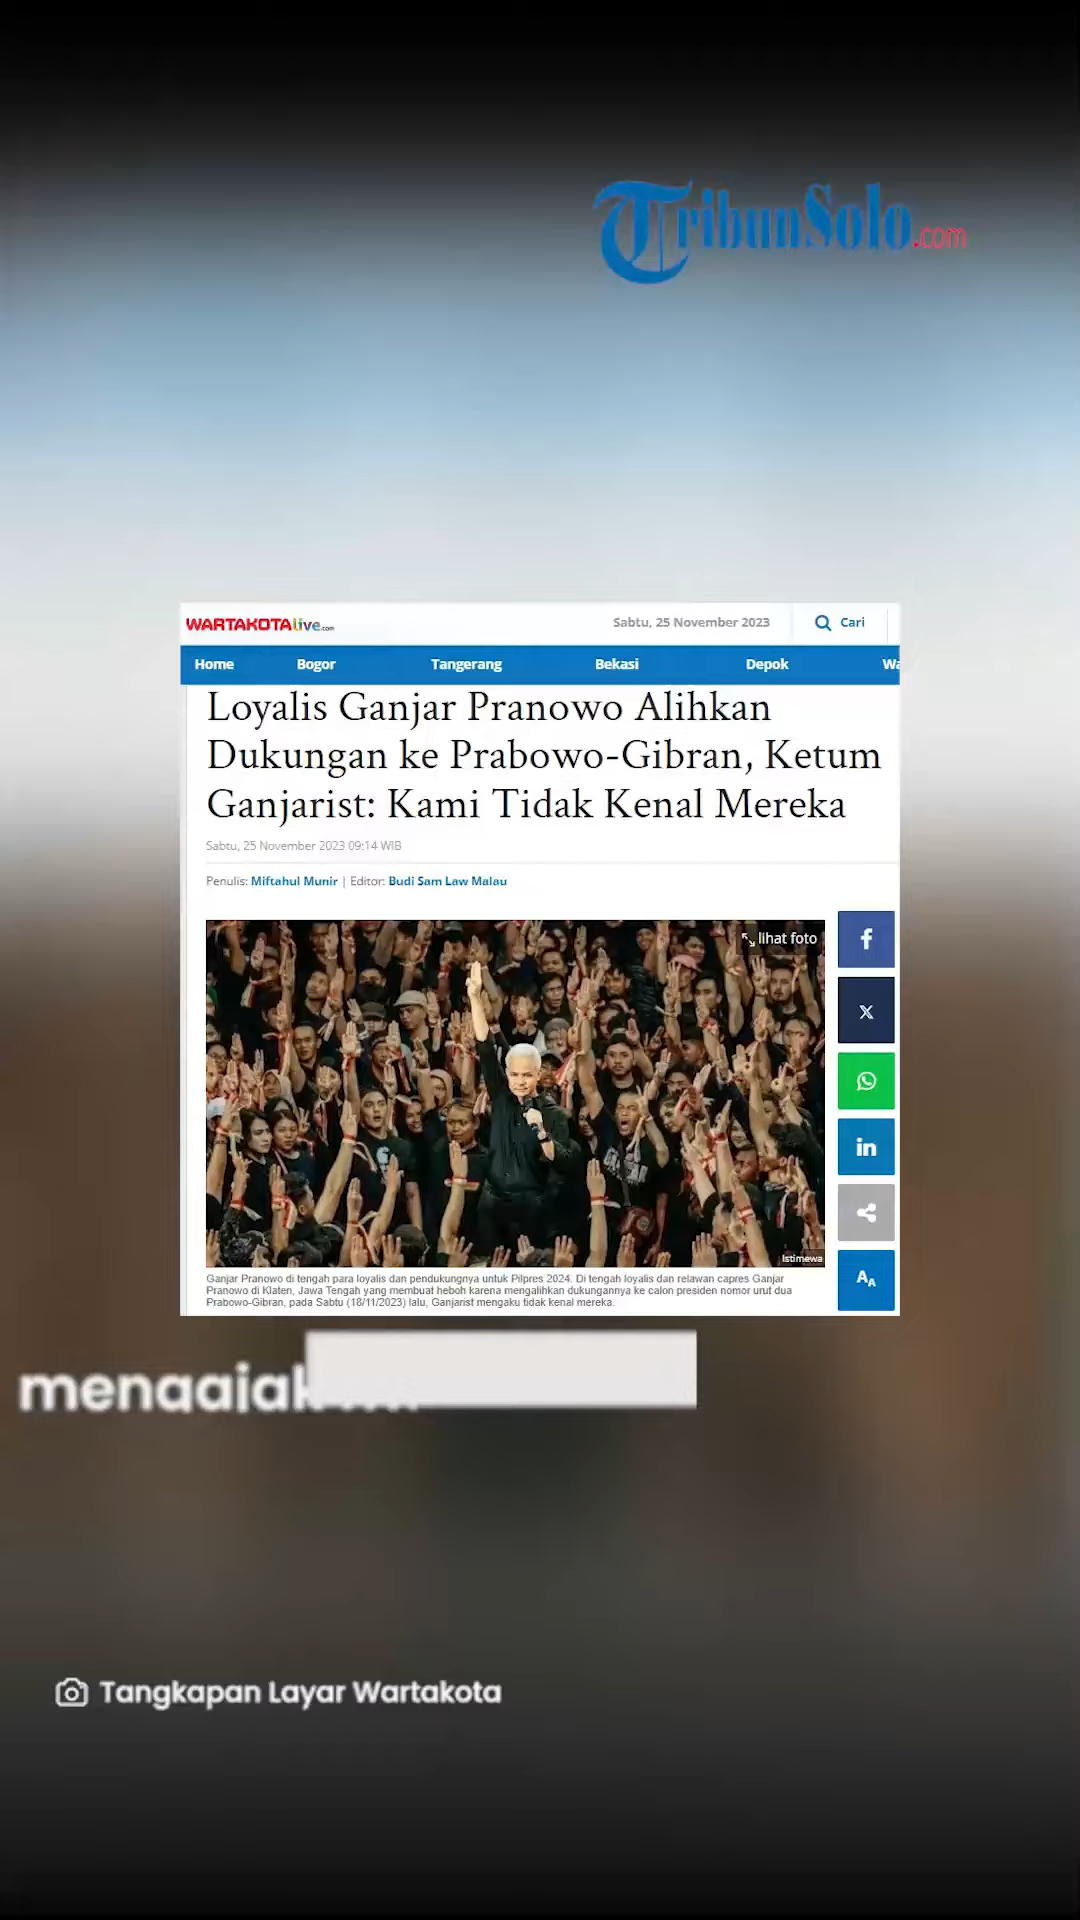 TribunSolo.com
WARTAKOTAlive.com
Sabtu, 25 November 2023
Cari
Home Bogor Tangerang Bekasi Depok Wa
Loyalis Ganjar Pranowo Alihkan
Dukungan ke Prabowo-Gibran, Ketum
Ganjarist: Kami Tidak Kenal Mereka
Sabtu, 25 November 2023 09:14 WIB
Penulis: Miftahul Munir | Editor: Budi Sam Law Malau
lihat foto
Istimewa
Ganjar Pranowo di tengah para loyalis dan pendukungnya untuk Pilpres 2024. Di tengah loyalis dan relawan capres Ganjar
Pranowo di Klaten, Jawa Tengah yang membuat heboh karena mengalihkan dukungannya ke calon presiden nomor urut dua
Prabowo-Gibran, pada Sabtu (18/11/2023) lalu, Ganjarist mengaku tidak kenal mereka.
Tangkapan Layar Wartakota